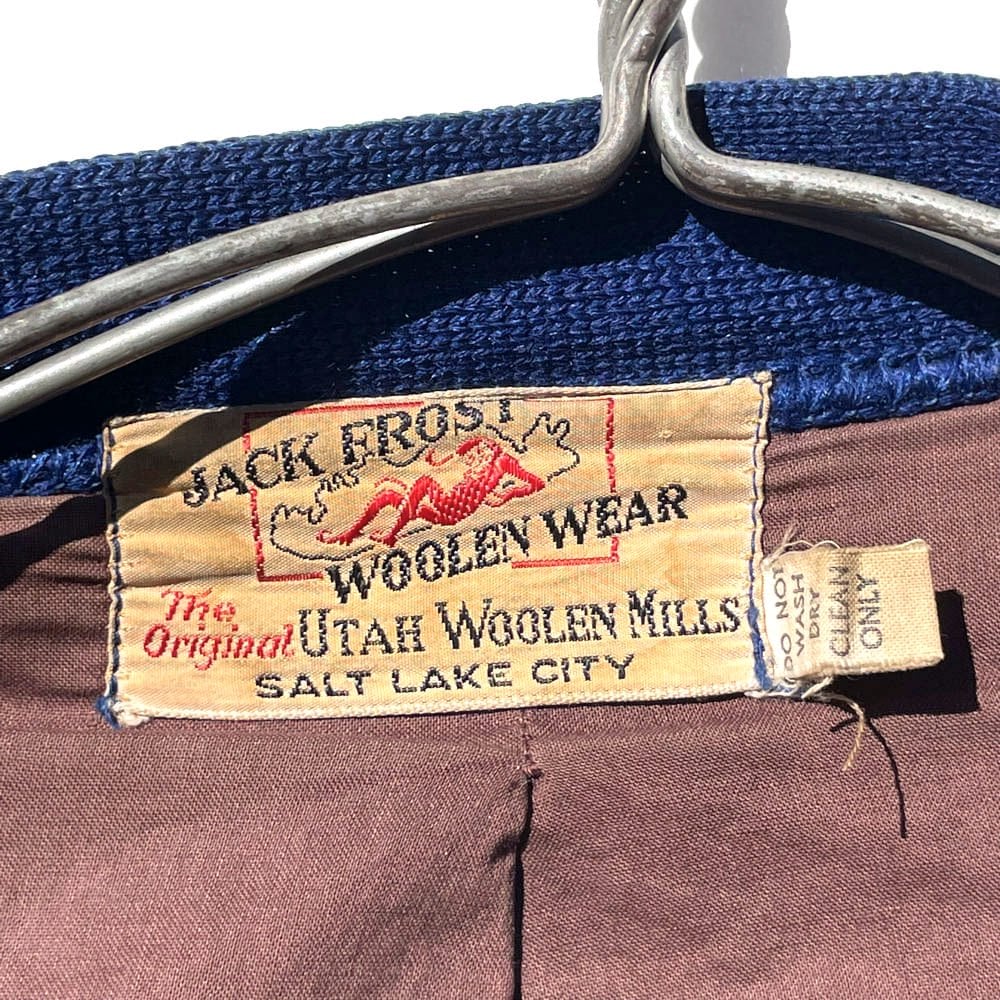 JACK FROST
WOOLEN WEAR
The
Original
UTAH WOOLEN MILLS
SALT LAKE CITY
DO NOT
WASH
DRY
CLEAN
ONLY